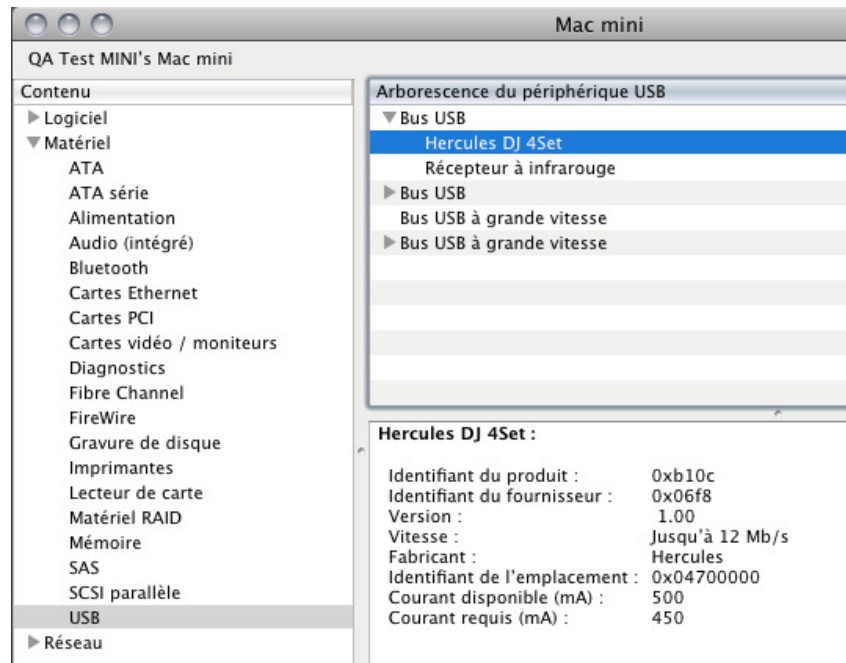 Mac mini
QA Test MINI's Mac mini
Contenu
Logiciel
Matériel
ATA
ATA série
Alimentation
Audio (intégré)
Bluetooth
Cartes Ethernet
Cartes PCI
Cartes vidéo / moniteurs
Diagnostics
Fibre Channel
FireWire
Gravure de disque
Imprimantes
Lecteur de carte
Matériel RAID
Mémoire
SAS
SCSI parallèle
USB
Réseau
Arborescence du périphérique USB
Bus USB
Hercules DJ 4Set
Récepteur à infrarouge
Bus USB
Bus USB à grande vitesse
Bus USB à grande vitesse
Hercules DJ 4Set :
Identifiant du produit : 0xb10c
Identifiant du fournisseur : 0x06f8
Version : 1.00
Vitesse : Jusqu'à 12 Mb/s
Fabricant : Hercules
Identifiant de l'emplacement : 0x04700000
Courant disponible (mA) : 500
Courant requis (mA) : 450